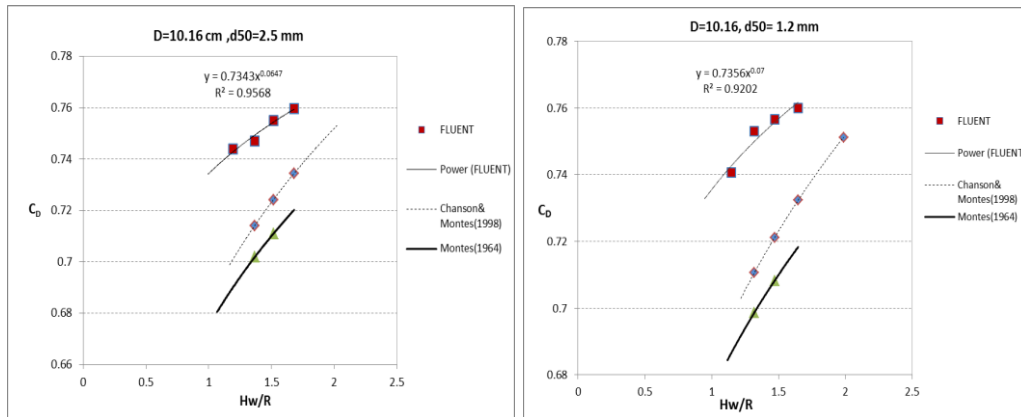 D=10.16 cm ,d50=2.5 mm
0.78
0.76
0.74
0.72
0.7
0.68
0.66
C_D
y = 0.7343x^0.0647
R² = 0.9568
0
0.5
1
1.5
2
2.5
Hw/R
FLUENT
Power (FLUENT)
Chanson&
Montes(1998)
Montes(1964)
D=10.16, d50= 1.2 mm
0.78
0.76
0.74
0.72
0.7
0.68
C_D
y = 0.7356x^0.07
R² = 0.9202
0
0.5
1
1.5
2
2.5
Hw/R
FLUENT
Power (FLUENT)
Chanson&
Montes(1998)
Montes(1964)